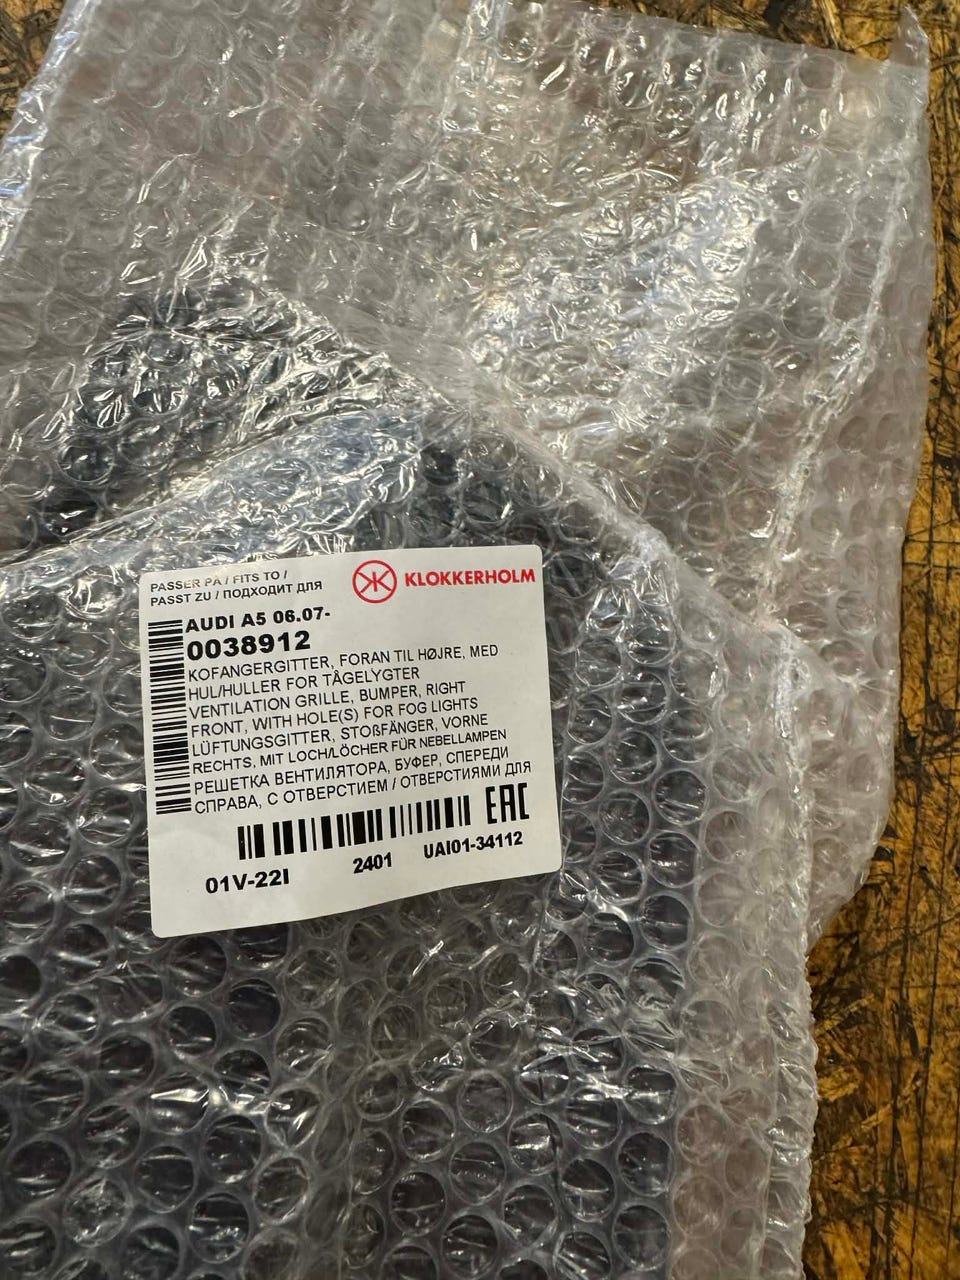 PASSER PÅ / FITS TO /
PASST ZU / ПОДХОДИТ ДЛЯ
KLOKKERHOLM
AUDI A5 06.07-
0038912
KOFANGERGITTER, FORAN TIL HØJRE, MED
HUL/HULLER FOR TÅGELYGTER
VENTILATION GRILLE, BUMPER, RIGHT
FRONT, WITH HOLE(S) FOR FOG LIGHTS
LÜFTUNGSGITTER, STOßFÄNGER, VORNE
RECHTS, MIT LOCH/LÖCHER FÜR NEBELLAMPEN
РЕШЕТКА ВЕНТИЛЯТОРА, БУФЕР, СПЕРЕДИ
СПРАВА, С ОТВЕРСТИЕМ / ОТВЕРСТИЯМИ ДЛЯ
EAC
01V-22I 2401 UAI01-34112